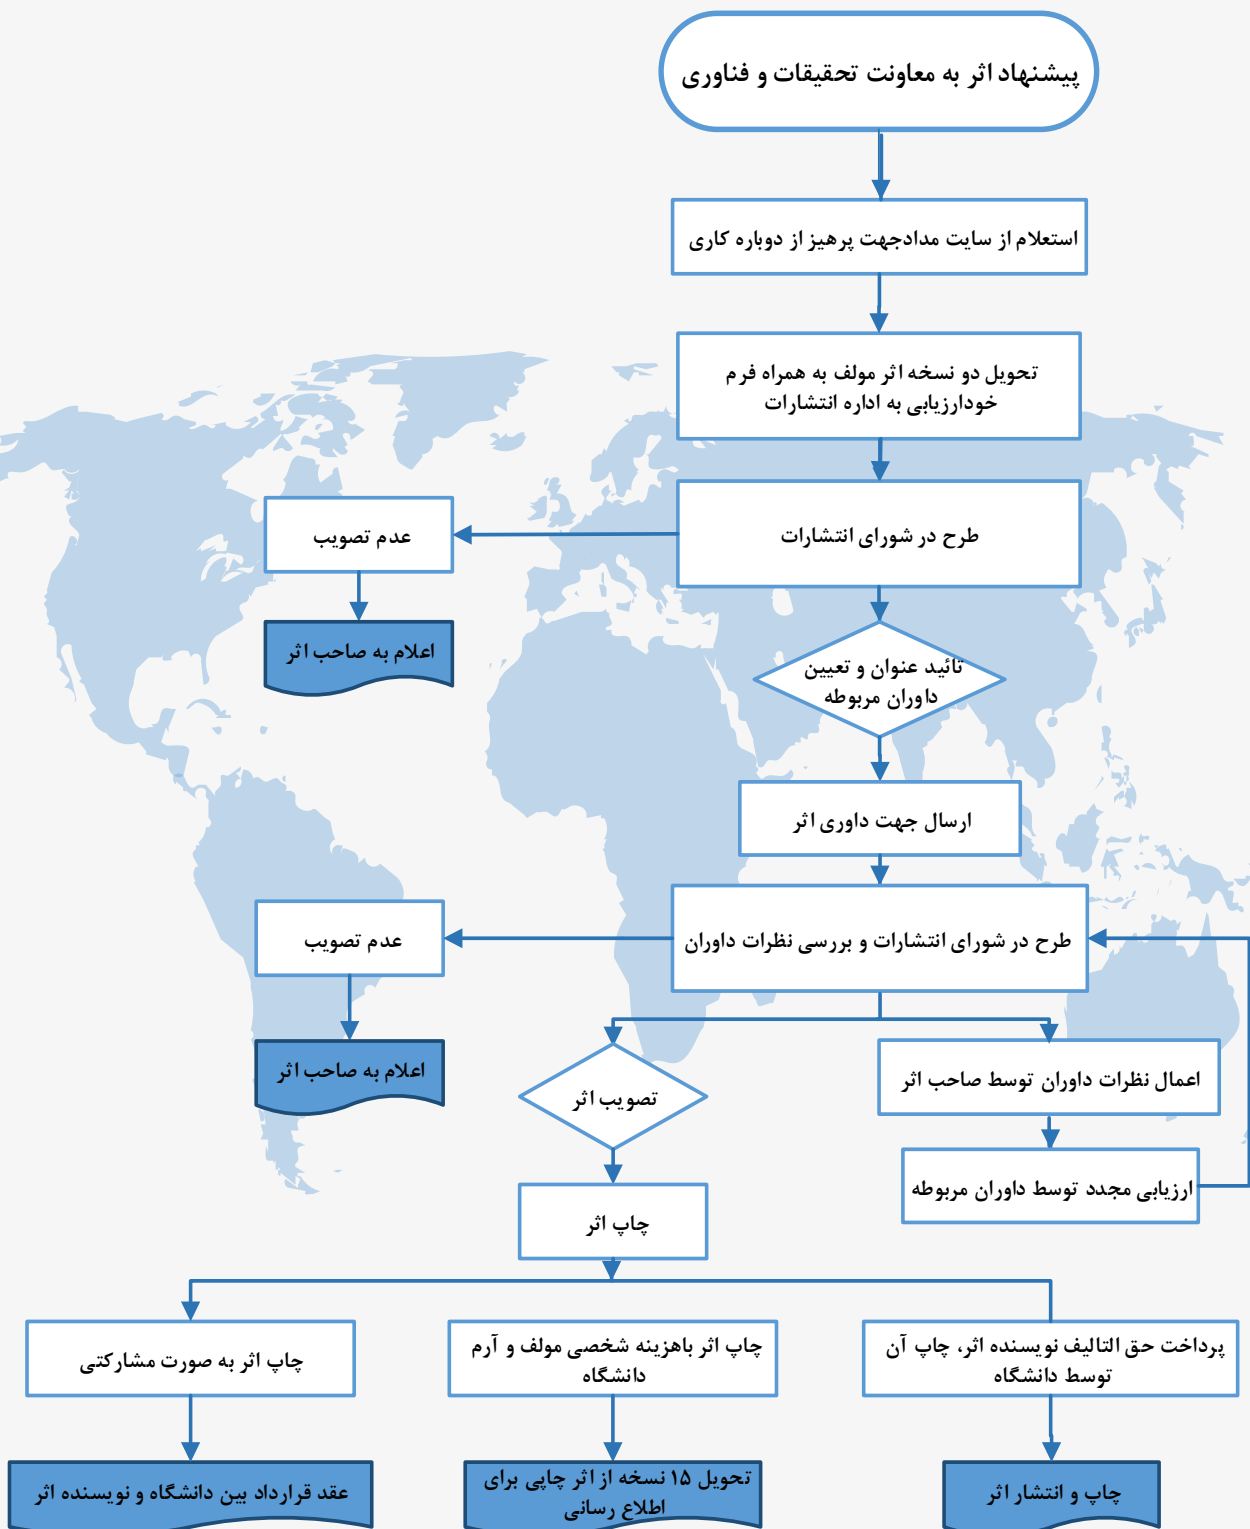 پیشنهاد اثر به معاونت تحقیقات و فناوری
استعلام از سایت مدادجهت پرهیز از دوباره کاری
تحویل دو نسخه اثر مولف به همراه فرم
خودارزیابی به اداره انتشارات
طرح در شورای انتشارات
عدم تصویب
اعلام به صاحب اثر
تائید عنوان و تعیین
داوران مربوطه
ارسال جهت داوری اثر
طرح در شورای انتشارات و بررسی نظرات داوران
عدم تصویب
اعلام به صاحب اثر
اعمال نظرات داوران توسط صاحب اثر
تصویب اثر
ارزیابی مجدد توسط داوران مربوطه
چاپ اثر
پرداخت حق التالیف نویسنده اثر، چاپ آن
توسط دانشگاه
چاپ اثر باهزینه شخصی مولف و آرم
دانشگاه
چاپ اثر به صورت مشارکتی
چاپ و انتشار اثر
تحویل ۱۵ نسخه از اثر چاپی برای
اطلاع رسانی
عقد قرارداد بین دانشگاه و نویسنده اثر